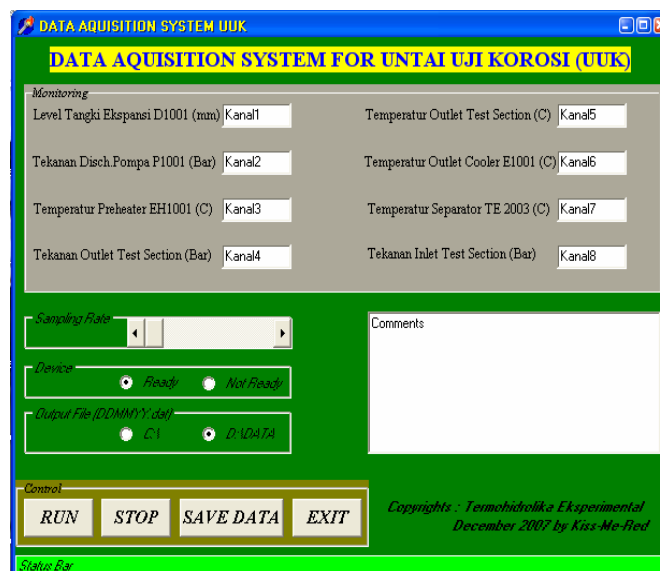 DATA AQUISITION SYSTEM UUK
DATA AQUISITION SYSTEM FOR UNTAI UJI KOROSI (UUK)
Monitoring
Level Tangki Ekspansi D1001 (mm) Kanal1
Temperatur Outlet Test Section (C) Kanal5
Tekanan Disch.Pompa P1001 (Bar) Kanal2
Temperatur Outlet Cooler E1001 (C) Kanal6
Temperatur Preheater EH1001 (C) Kanal3
Temperatur Separator TE 2003 (C) Kanal7
Tekanan Outlet Test Section (Bar) Kanal4
Tekanan Inlet Test Section (Bar) Kanal8
Sampling Rate
Comments
Device
Ready Not Ready
Output File (DDMMYY.dat)
C:\ D:\DATA
Control
RUN STOP SAVE DATA EXIT
Copyrights : Termohidrolika Eksperimental
December 2007 by Kiss-Me-Red
Status Bar